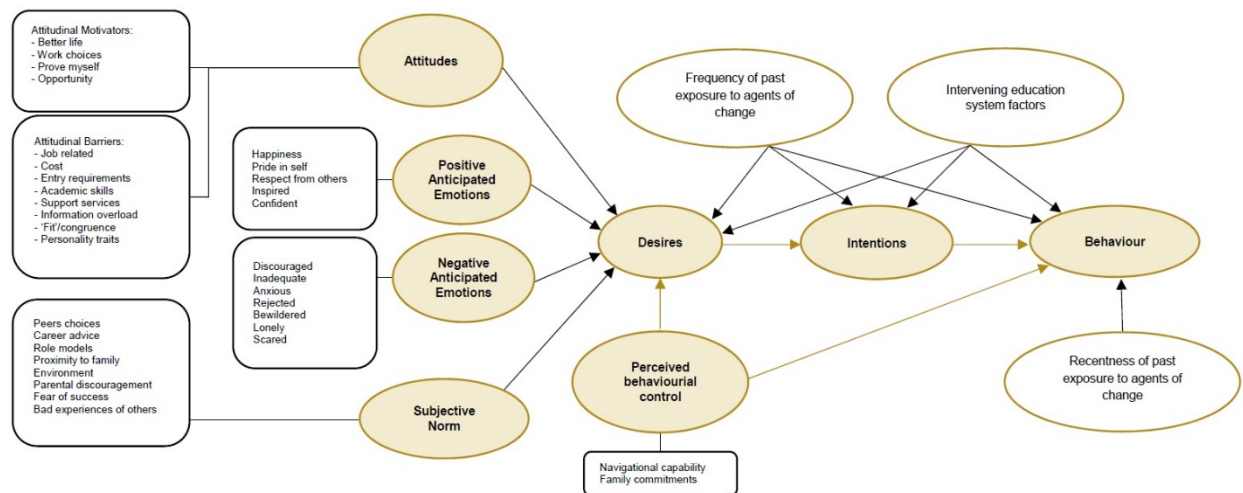 Attitudinal Motivators:
- Better life
- Work choices
- Prove myself
- Opportunity
Attitudinal Barriers:
- Job related
- Cost
- Entry requirements
- Academic skills
- Support services
- Information overload
- 'Fit'/congruence
- Personality traits
Peers choices
Career advice
Role models
Proximity to family
Environment
Parental discouragement
Fear of success
Bad experiences of others
Happiness
Pride in self
Respect from others
Inspired
Confident
Discouraged
Inadequate
Anxious
Rejected
Bewildered
Lonely
Scared
Attitudes
Positive
Anticipated
Emotions
Negative
Anticipated
Emotions
Subjective
Norm
Frequency of past
exposure to agents of
change
Intervening education
system factors
Desires
Intentions
Behaviour
Perceived
behaviourial
control
Navigational capability
Family commitments
Recentness of past
exposure to agents of
change